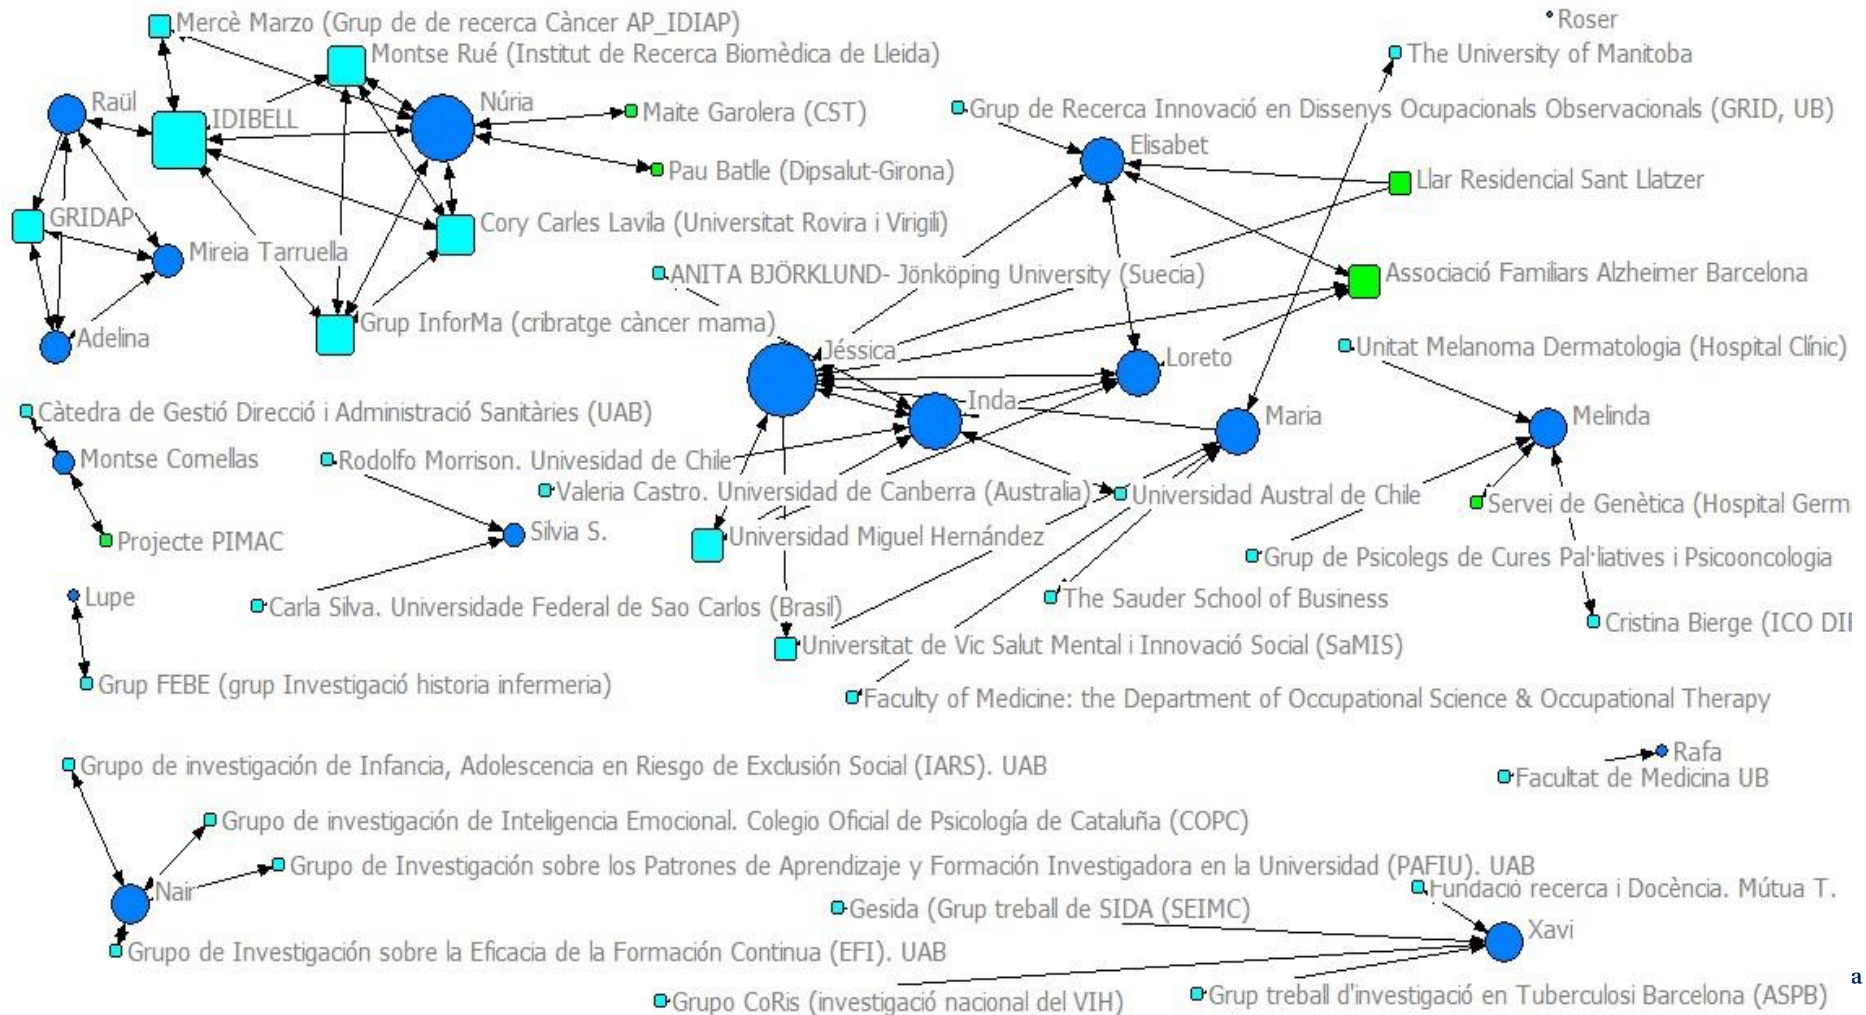 Mercè Marzo (Grup de de recerca Càncer AP_IDIAP)
Roser
Montse Rué (Institut de Recerca Biomèdica de Lleida)
The University of Manitoba
Raül
Núria
IDIBELL
Maite Garolera (CST)
Grup de Recerca Innovació en Dissenys Ocupacionals Observacionals (GRID, UB)
Elisabet
Pau Batlle (Dipsalut-Girona)
Llar Residencial Sant Llatzer
GRIDAP
Cory Carles Lavila (Universitat Rovira i Virigili)
Mireia Tarruella
ANITA BJÖRKLUND- Jönköping University (Suecia)
Associació Familiars Alzheimer Barcelona
Adelina
Grup InforMa (cribratge càncer mama)
Jéssica
Loreto
Unitat Melanoma Dermatologia (Hospital Clínic)
Inda
Maria
Melinda
Càtedra de Gestió Direcció i Administració Sanitàries (UAB)
Montse Comellas
Rodolfo Morrison. Univesidad de Chile
Valeria Castro. Universidad de Canberra (Australia)
Universidad Austral de Chile
Servei de Genètica (Hospital Germ
Projecte PIMAC
Silvia S.
Universidad Miguel Hernández
Grup de Psicolegs de Cures Pal·liatives i Psicooncologia
Lupe
Carla Silva. Universidade Federal de Sao Carlos (Brasil)
The Sauder School of Business
Cristina Bierge (ICO DIE
Universitat de Vic Salut Mental i Innovació Social (SaMIS)
Grup FEBE (grup Investigació historia infermeria)
Faculty of Medicine: the Department of Occupational Science & Occupational Therapy
Grupo de investigación de Infancia, Adolescencia en Riesgo de Exclusión Social (IARS). UAB
Rafa
Facultat de Medicina UB
Grupo de investigación de Inteligencia Emocional. Colegio Oficial de Psicología de Cataluña (COPC)
Grupo de Investigación sobre los Patrones de Aprendizaje y Formación Investigadora en la Universidad (PAFIU). UAB
Nair
Fundació recerca i Docència. Mútua T.
Gesida (Grup treball de SIDA (SEIMC)
Xavi
Grupo de Investigación sobre la Eficacia de la Formación Continua (EFI). UAB
Grupo CoRis (investigació nacional del VIH)
Grup treball d'investigació en Tuberculosi Barcelona (ASPB)
a